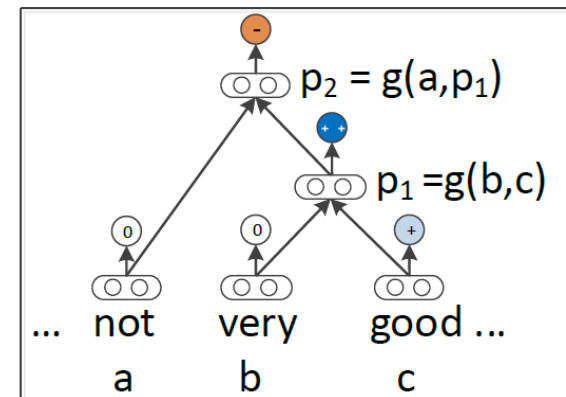 -
p2 = g(a,p1)
+ +
p1 =g(b,c)
0 0 +
... not very good ...
a b c